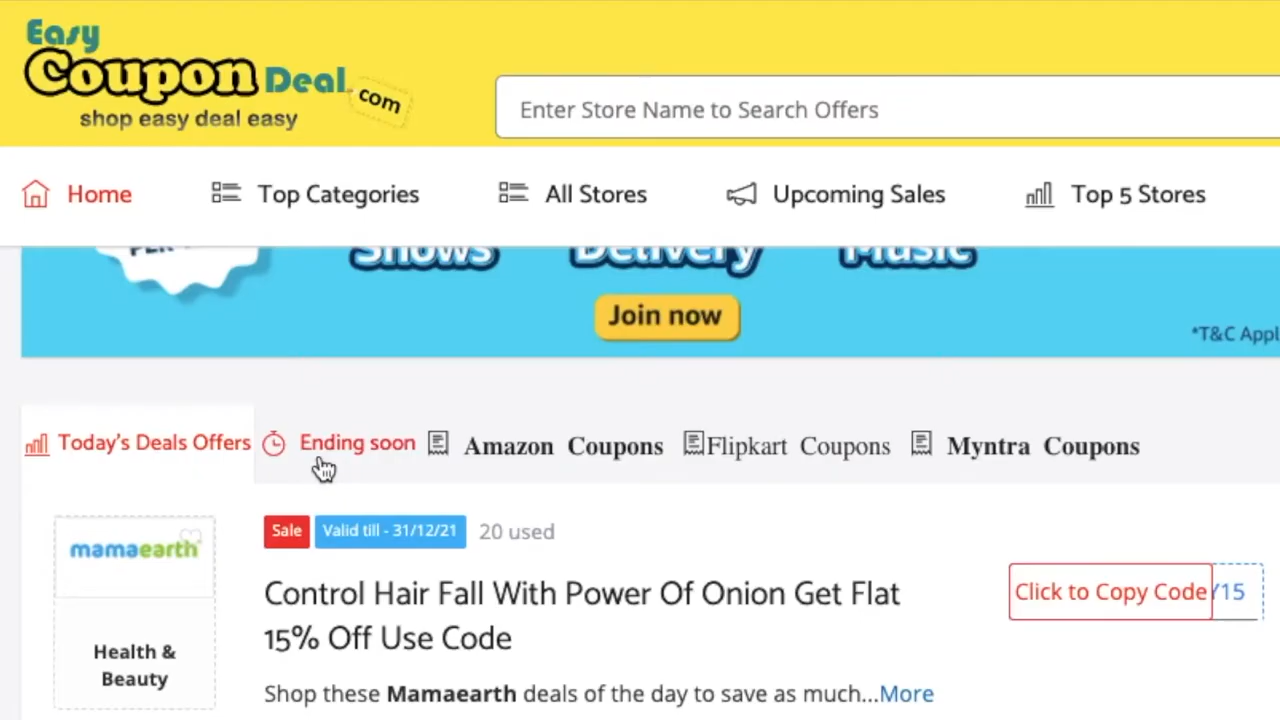 Easy
Coupon Deal.com
shop easy deal easy
Enter Store Name to Search Offers
Home Top Categories All Stores Upcoming Sales Top 5 Stores
Shows Delivery Music
Join now
*T&C Appl
Today's Deals Offers Ending soon Amazon Coupons Flipkart Coupons Myntra Coupons
mamaearth
Health &
Beauty
Sale Valid till - 31/12/21 20 used
Control Hair Fall With Power Of Onion Get Flat
15% Off Use Code
Click to Copy Code Y15
Shop these Mamaearth deals of the day to save as much...More